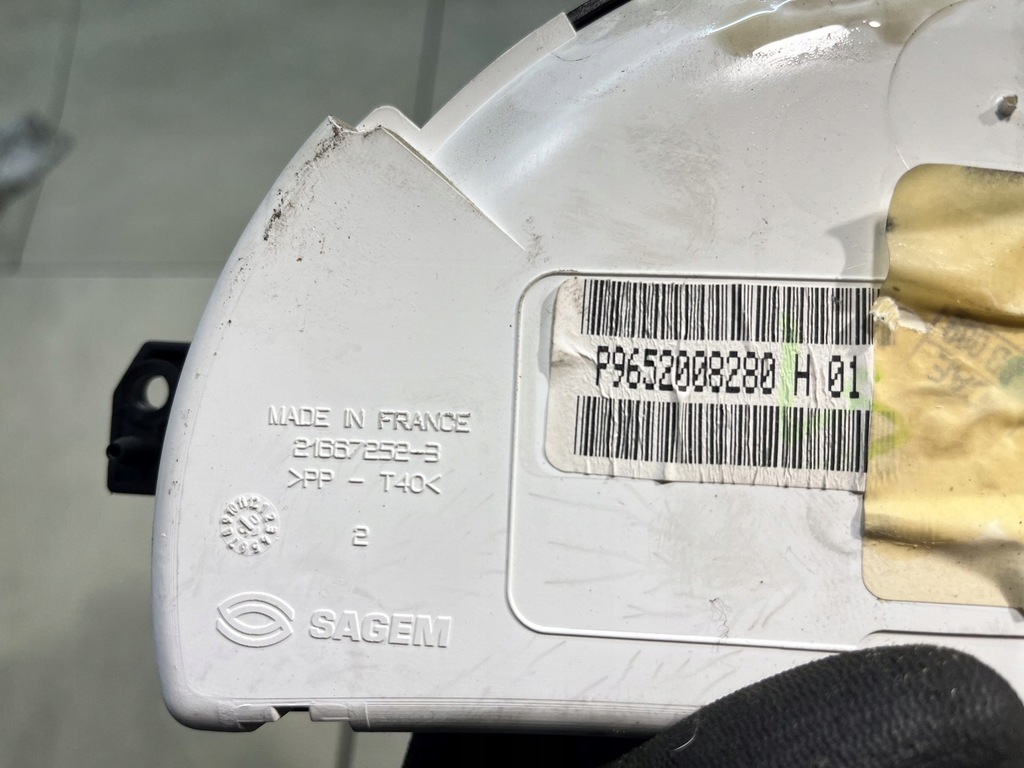 P9652008280 H 01
MADE IN FRANCE
21667252-3
>PP - T40<
2
SAGEM